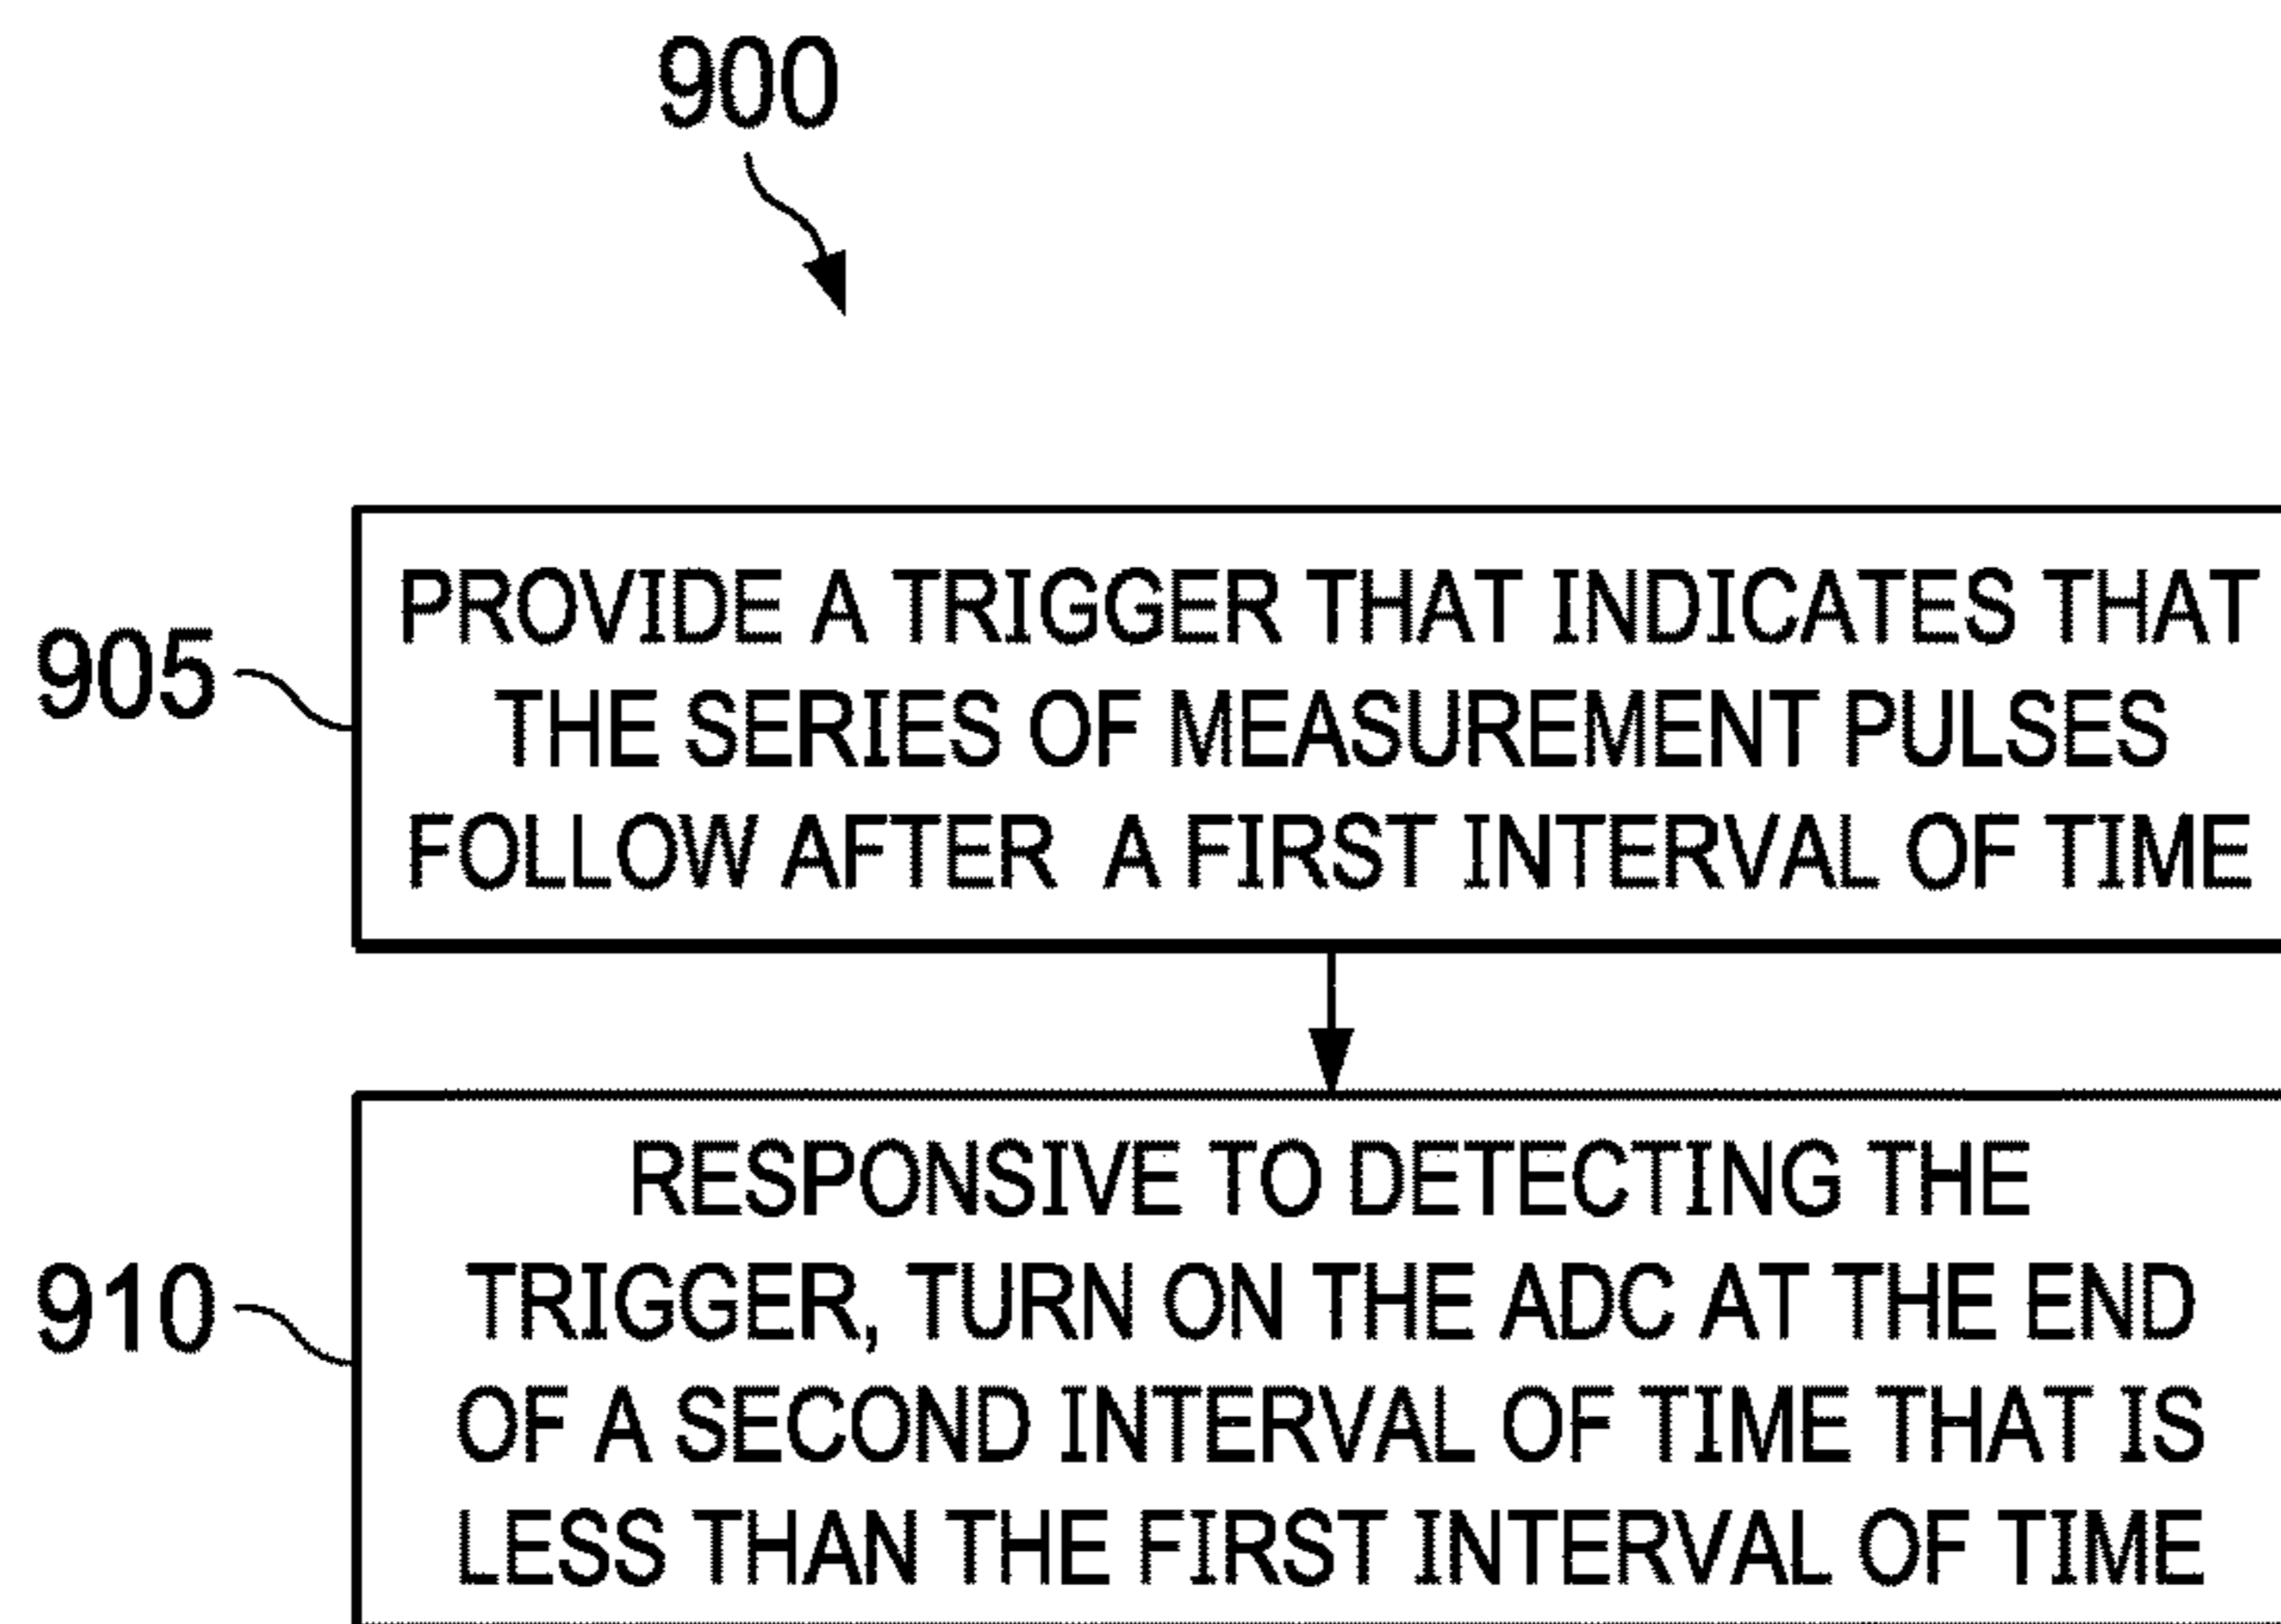 900
905
PROVIDE A TRIGGER THAT INDICATES THAT
THE SERIES OF MEASUREMENT PULSES
FOLLOW AFTER A FIRST INTERVAL OF TIME
910
RESPONSIVE TO DETECTING THE
TRIGGER, TURN ON THE ADC AT THE END
OF A SECOND INTERVAL OF TIME THAT IS
LESS THAN THE FIRST INTERVAL OF TIME